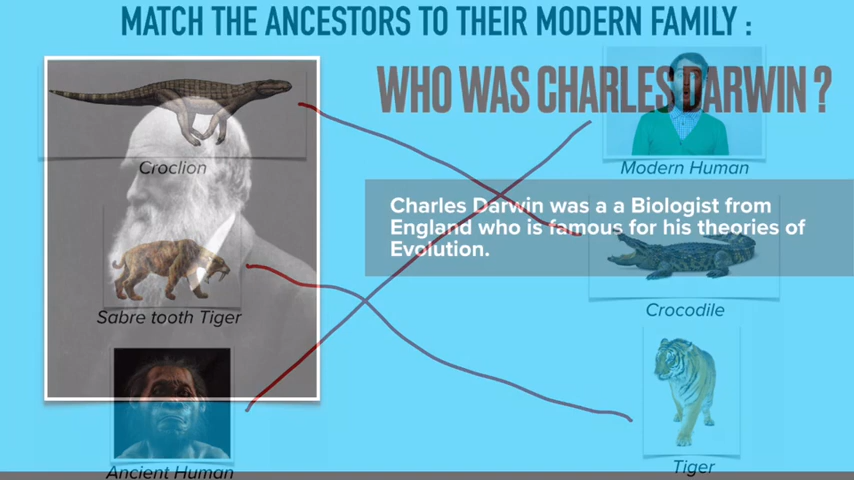 MATCH THE ANCESTORS TO THEIR MODERN FAMILY :
WHO WAS CHARLES DARWIN ?
Croclion
Modern Human
Charles Darwin was a a Biologist from
England who is famous for his theories of
Evolution.
Sabre tooth Tiger
Crocodile
Ancient Human
Tiger